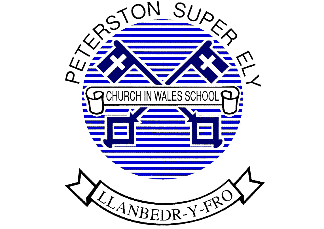 PETERSTON SUPER ELY
CHURCH IN WALES SCHOOL
LLANBEDR-Y-FRO